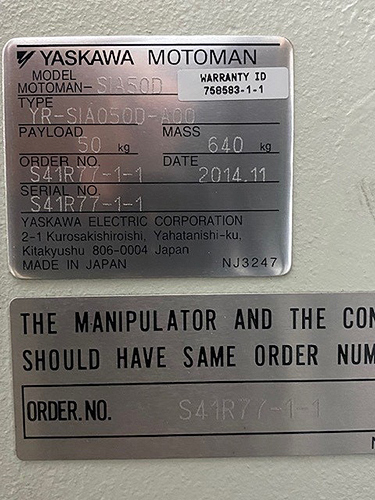 YASKAWA MOTOMAN
MODEL
MOTOMAN-SIA50D
WARRANTY ID
758583-1-1
TYPE
YR-SIA050D-A00
PAYLOAD 50 kg MASS 640 kg
ORDER NO. S41R77-1-1 DATE 2014.11
SERIAL NO.
S41R77-1-1
YASKAWA ELECTRIC CORPORATION
2-1 Kurosakishiroishi, Yahatanishi-ku,
Kitakyushu 806-0004 Japan
MADE IN JAPAN NJ3247
THE MANIPULATOR AND THE CON
SHOULD HAVE SAME ORDER NUM
ORDER.NO. S41R77-1-1
N